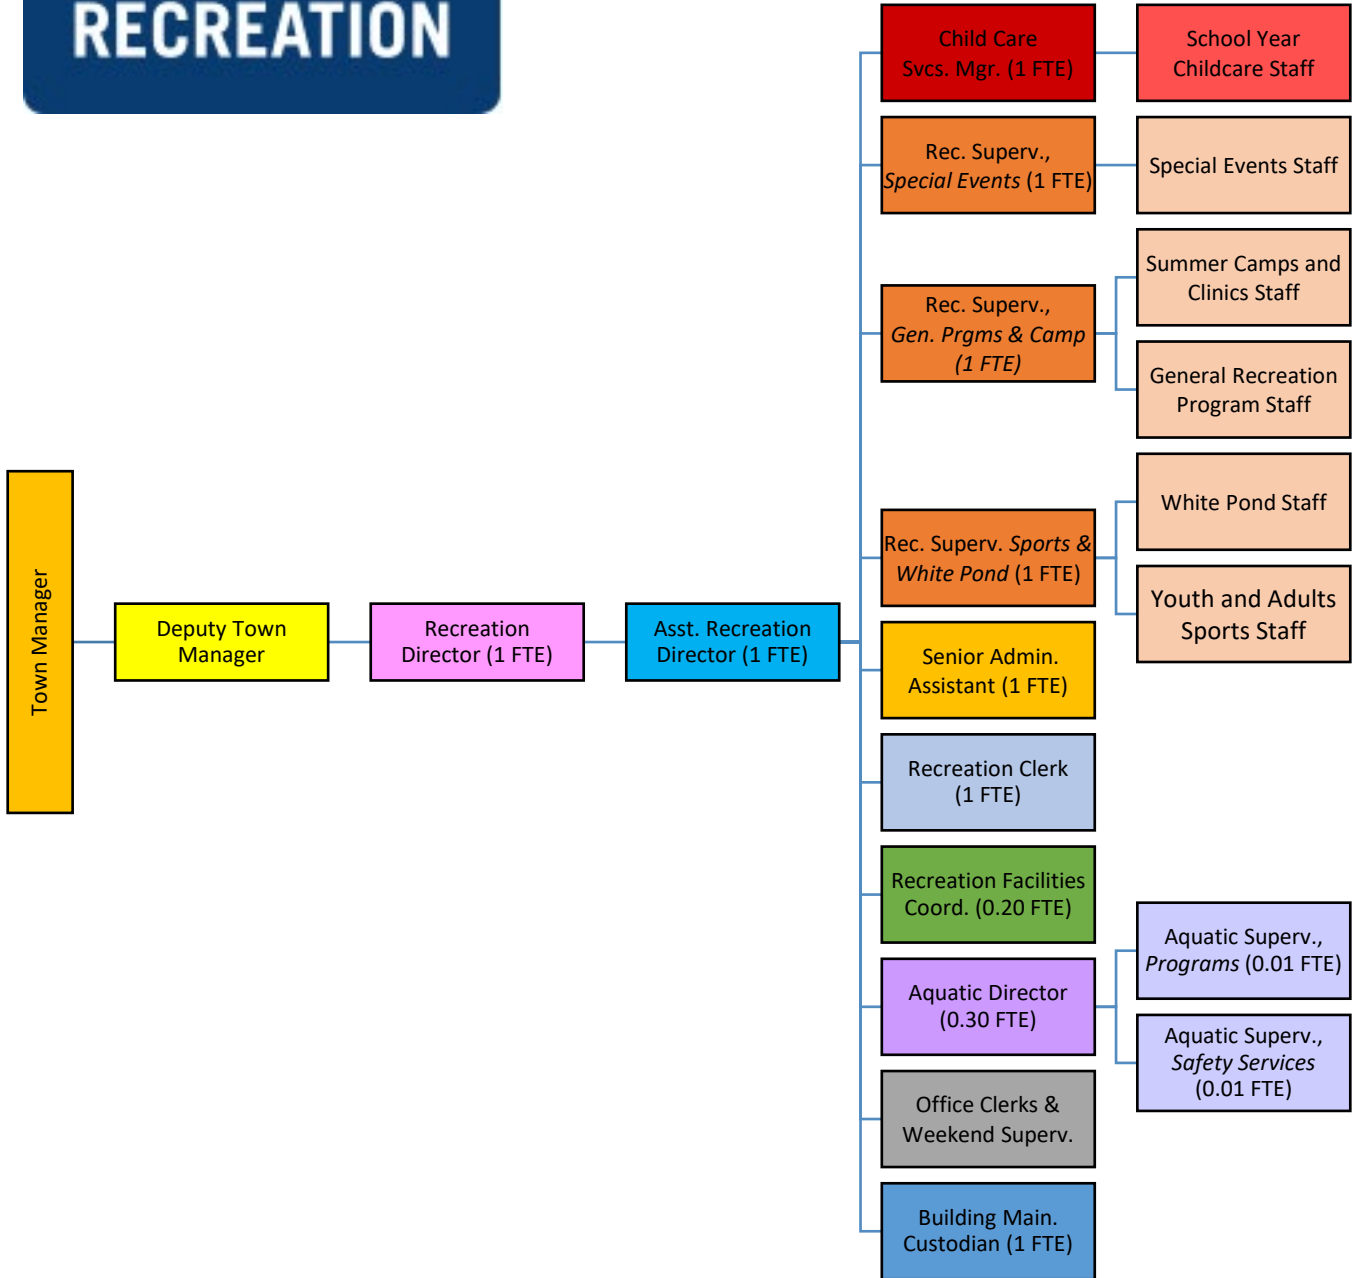 RECREATION
Child Care
Svcs. Mgr. (1 FTE)
School Year
Childcare Staff
Rec. Superv.,
Special Events (1 FTE)
Special Events Staff
Rec. Superv.,
Gen. Prgms & Camp
(1 FTE)
Summer Camps and
Clinics Staff
General Recreation
Program Staff
Rec. Superv. Sports &
White Pond (1 FTE)
White Pond Staff
Youth and Adults
Sports Staff
Town Manager
Deputy Town
Manager
Recreation
Director (1 FTE)
Asst. Recreation
Director (1 FTE)
Senior Admin.
Assistant (1 FTE)
Recreation Clerk
(1 FTE)
Recreation Facilities
Coord. (0.20 FTE)
Aquatic Director
(0.30 FTE)
Aquatic Superv.,
Programs (0.01 FTE)
Aquatic Superv.,
Safety Services
(0.01 FTE)
Office Clerks &
Weekend Superv.
Building Main.
Custodian (1 FTE)